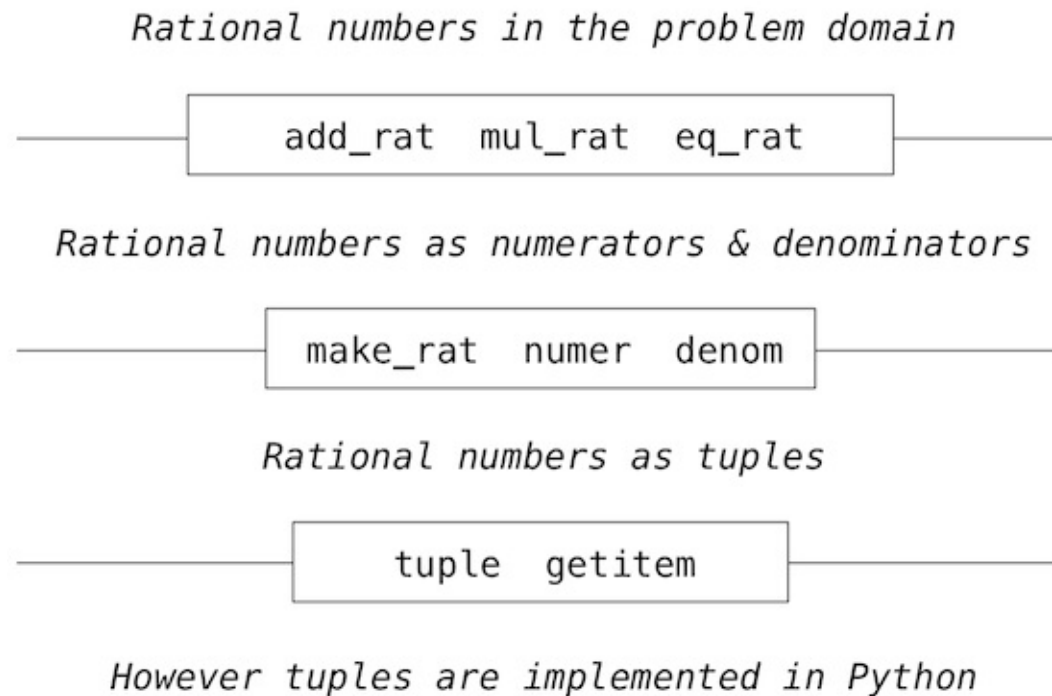 Rational numbers in the problem domain
add_rat mul_rat eq_rat
Rational numbers as numerators & denominators
make_rat numer denom
Rational numbers as tuples
tuple getitem
However tuples are implemented in Python